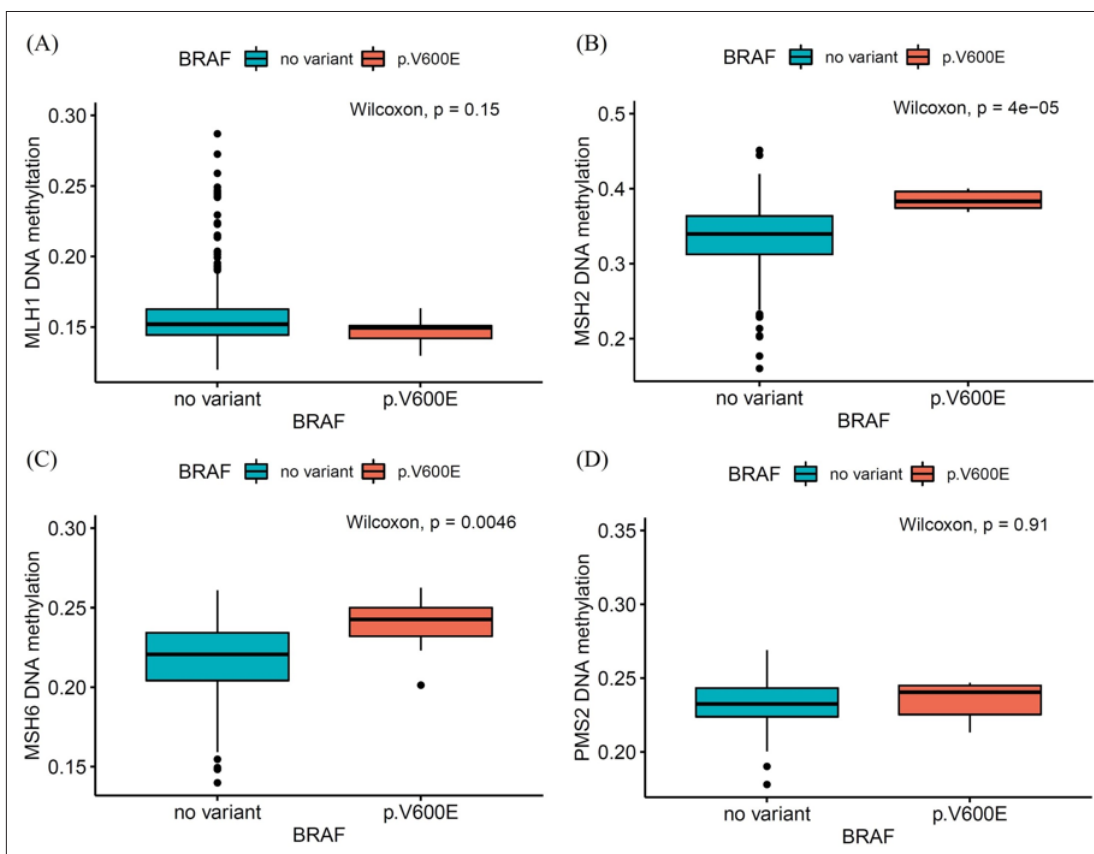 (A)
BRAF no variant p.V600E
Wilcoxon, p = 0.15
MLH1 DNA methyltation
0.30
0.25
0.20
0.15
no variant p.V600E
BRAF
(B)
BRAF no variant p.V600E
Wilcoxon, p = 4e−05
MSH2 DNA methylation
0.5
0.4
0.3
0.2
no variant p.V600E
BRAF
(C)
BRAF no variant p.V600E
Wilcoxon, p = 0.0046
MSH6 DNA methylation
0.30
0.25
0.20
0.15
no variant p.V600E
BRAF
(D)
BRAF no variant p.V600E
Wilcoxon, p = 0.91
PMS2 DNA methylation
0.35
0.30
0.25
0.20
no variant p.V600E
BRAF